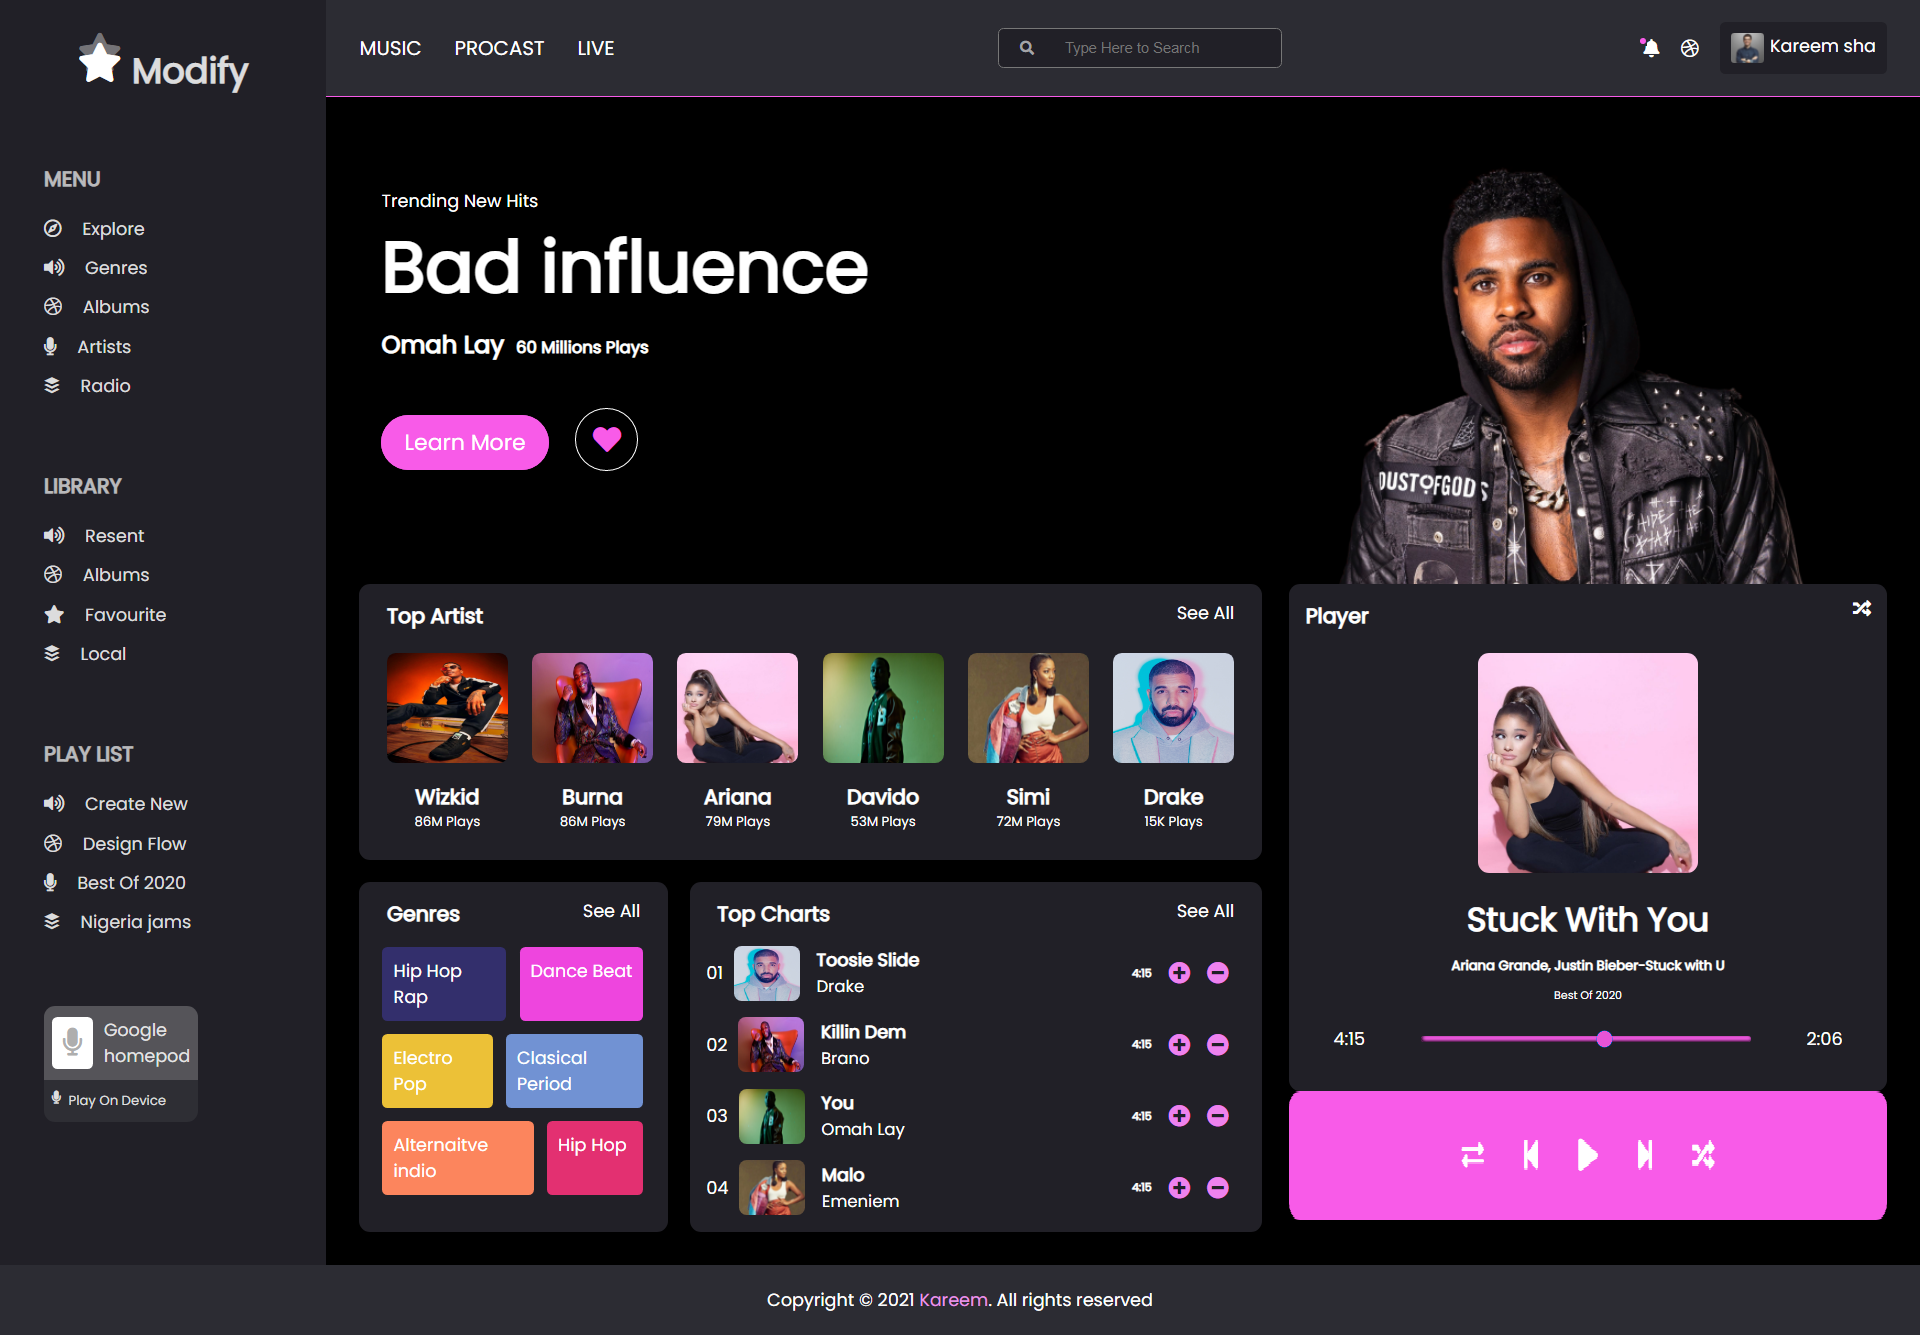 Modify
MUSIC
PROCAST
LIVE
Type Here to Search
Kareem sha
MENU
Explore
Genres
Albums
Artists
Radio
LIBRARY
Resent
Albums
Favourite
Local
PLAY LIST
Create New
Design Flow
Best Of 2020
Nigeria jams
Google
homepod
Play On Device
Trending New Hits
Bad influence
Omah Lay 60 Millions Plays
Learn More
Top Artist
See All
Wizkid
86M Plays
Burna
86M Plays
Ariana
79M Plays
Davido
53M Plays
Simi
72M Plays
Drake
15K Plays
Genres
See All
Hip Hop
Rap
Dance Beat
Electro
Pop
Clasical
Period
Alternaitve
indio
Hip Hop
Top Charts
See All
01
Toosie Slide
Drake
4:15
02
Killin Dem
Brano
4:15
03
You
Omah Lay
4:15
04
Malo
Emeniem
4:15
Player
Stuck With You
Ariana Grande, Justin Bieber-Stuck with U
Best Of 2020
4:15
2:06
Copyright © 2021 Kareem. All rights reserved